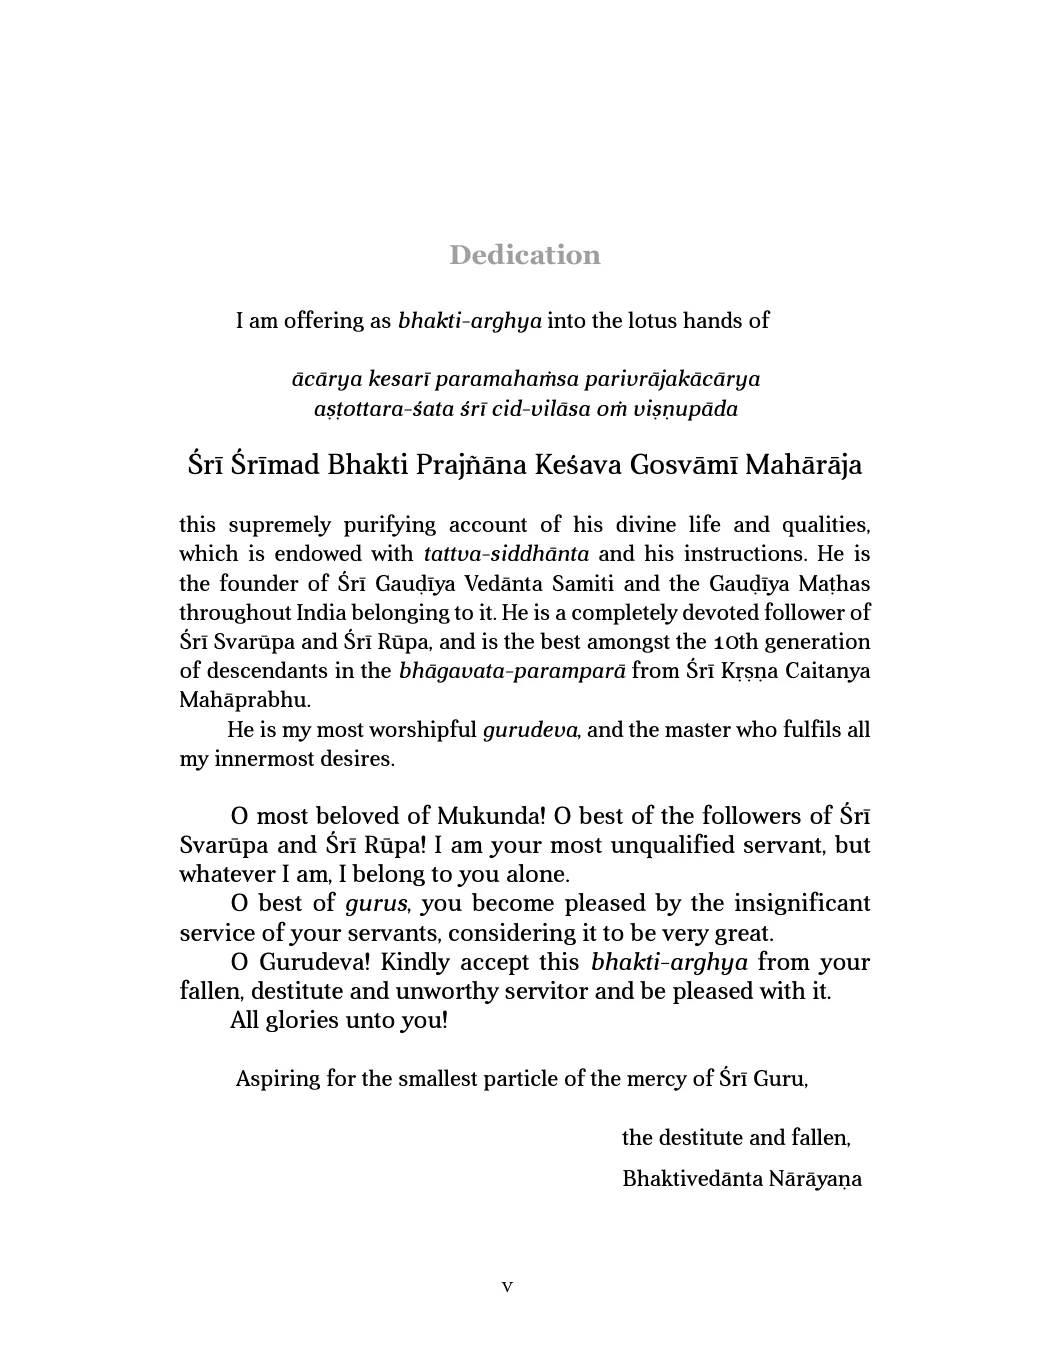 Dedication
I am offering as bhakti-arghya into the lotus hands of
ācārya kesarī paramahaṁsa parivrājakācārya
aṣṭottara-śata śrī cid-vilāsa oṁ viṣṇupāda
Śrī Śrīmad Bhakti Prajñāna Keśava Gosvāmī Mahārāja
this supremely purifying account of his divine life and qualities,
which is endowed with tattva-siddhānta and his instructions. He is
the founder of Śrī Gauḍīya Vedānta Samiti and the Gauḍīya Maṭhas
throughout India belonging to it. He is a completely devoted follower of
Śrī Svarūpa and Śrī Rūpa, and is the best amongst the 10th generation
of descendants in the bhāgavata-paramparā from Śrī Kṛṣṇa Caitanya
Mahāprabhu.
He is my most worshipful gurudeva, and the master who fulfils all
my innermost desires.
O most beloved of Mukunda! O best of the followers of Śrī
Svarūpa and Śrī Rūpa! I am your most unqualified servant, but
whatever I am, I belong to you alone.
O best of gurus, you become pleased by the insignificant
service of your servants, considering it to be very great.
O Gurudeva! Kindly accept this bhakti-arghya from your
fallen, destitute and unworthy servitor and be pleased with it.
All glories unto you!
Aspiring for the smallest particle of the mercy of Śrī Guru,
the destitute and fallen,
Bhaktivedānta Nārāyaṇa
v